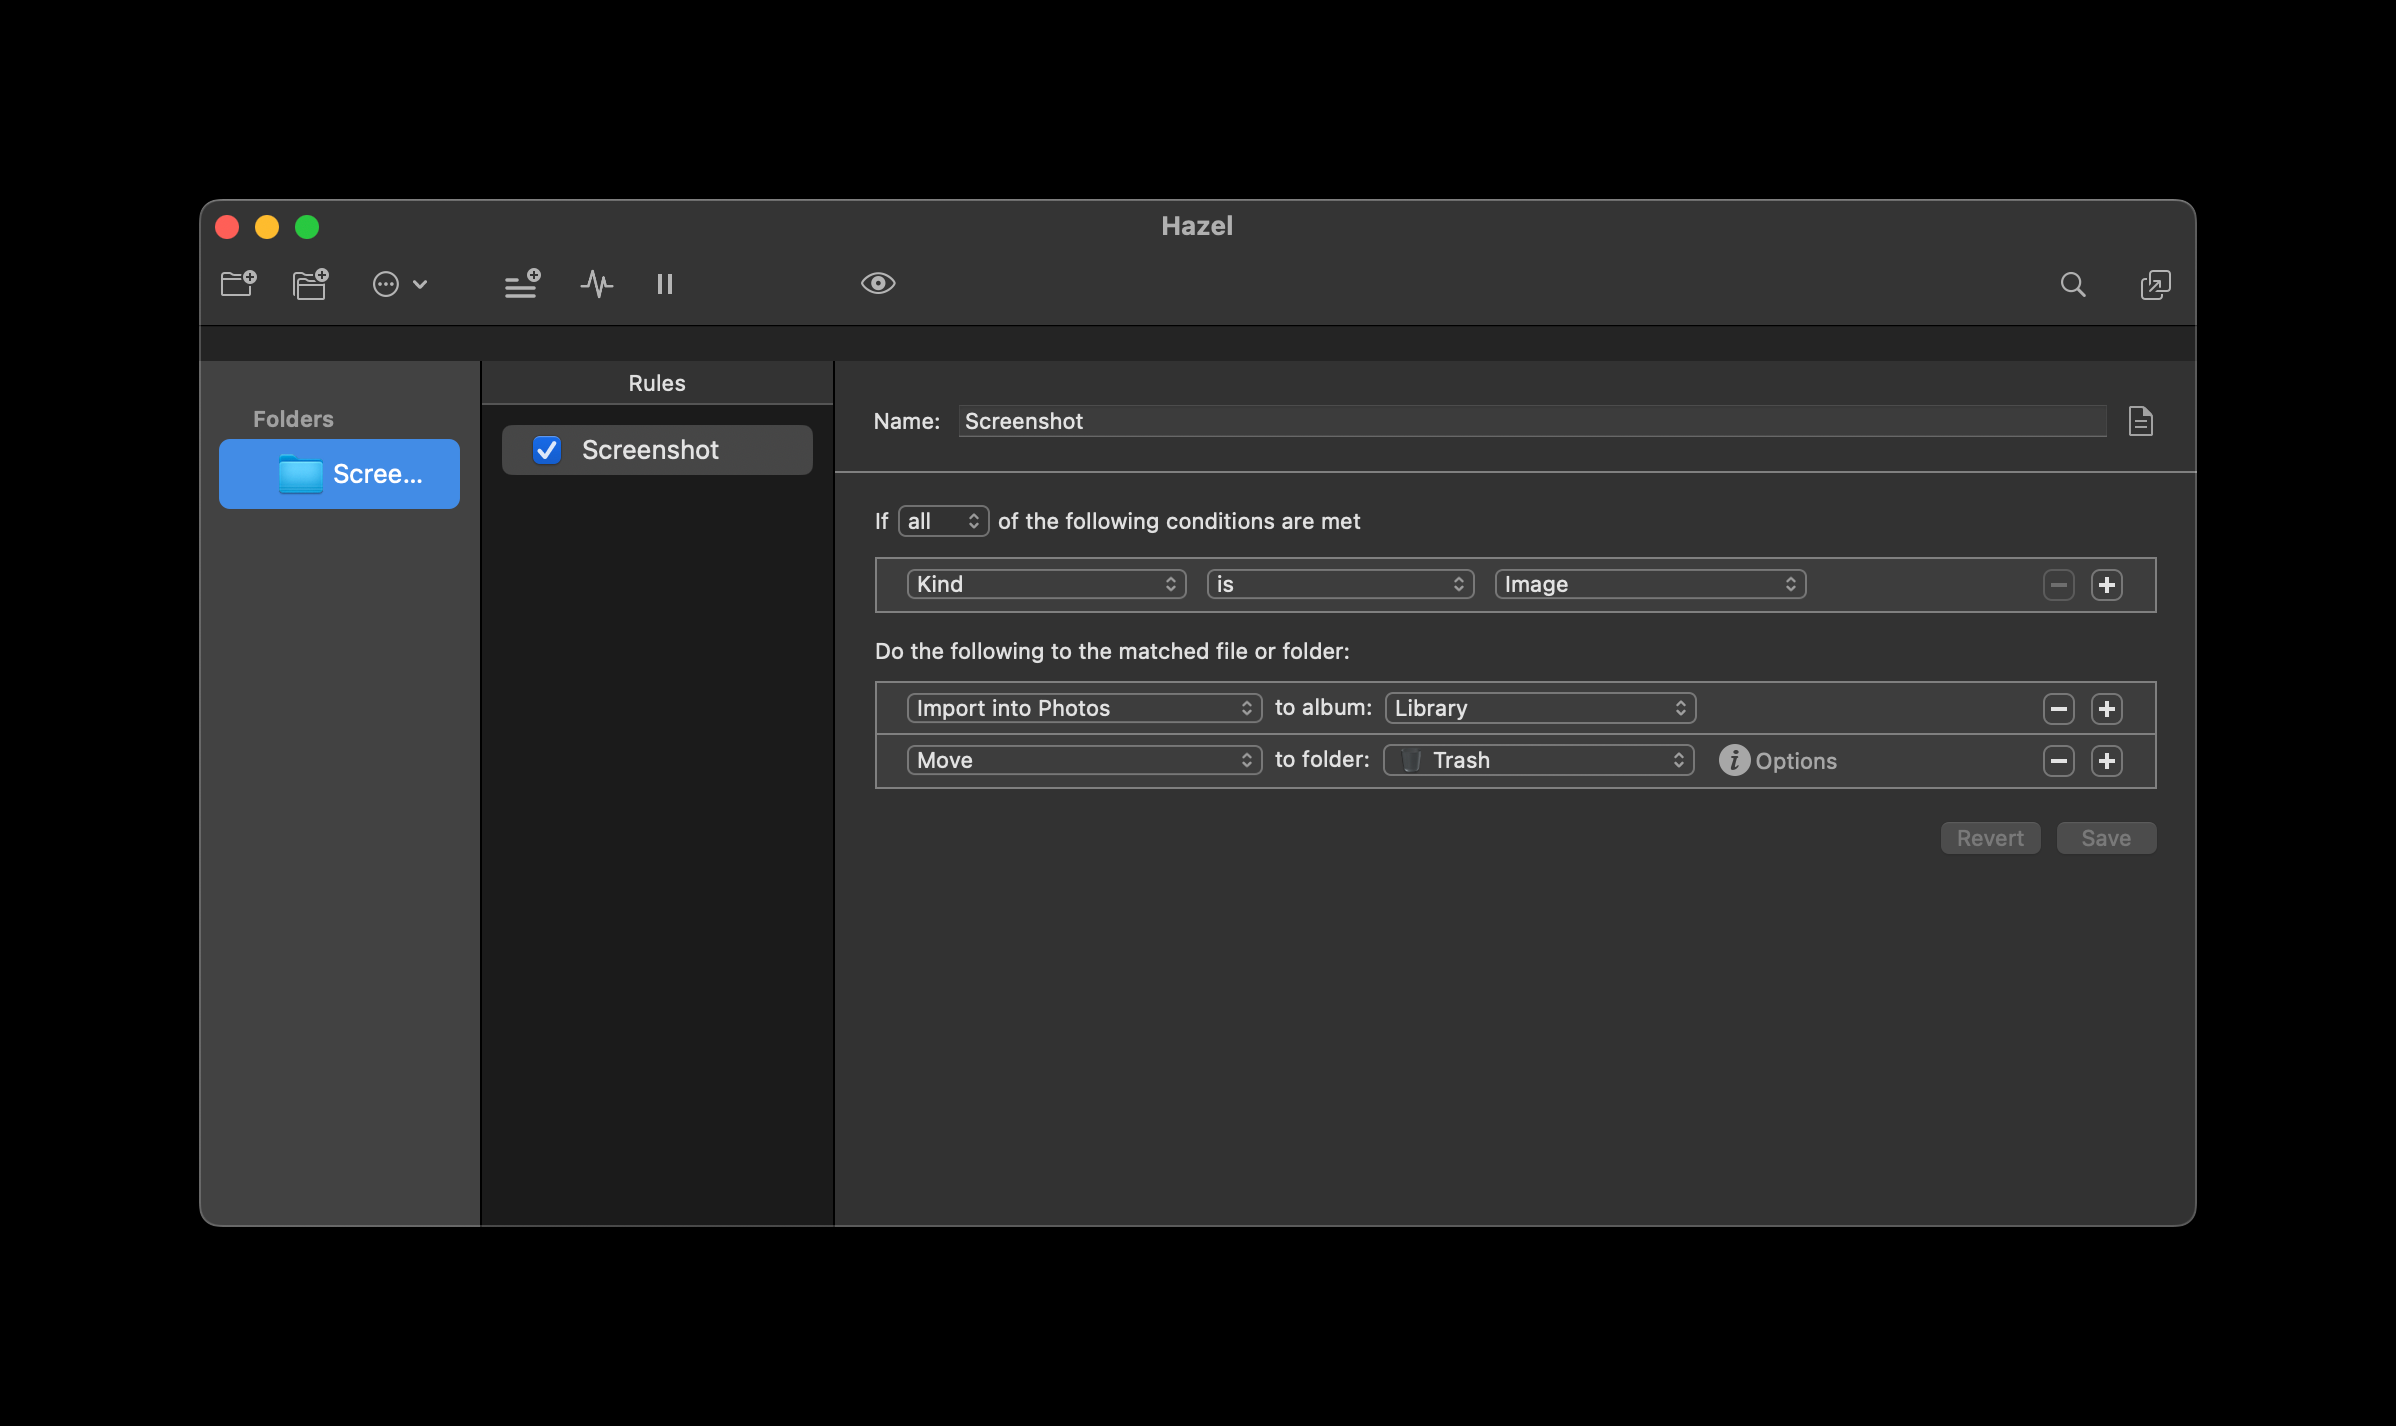 Hazel
Folders
Scree...
Rules
Screenshot
Name: Screenshot
If all of the following conditions are met
Kind is Image
Do the following to the matched file or folder:
Import into Photos to album: Library
Move to folder: Trash Options
Revert Save